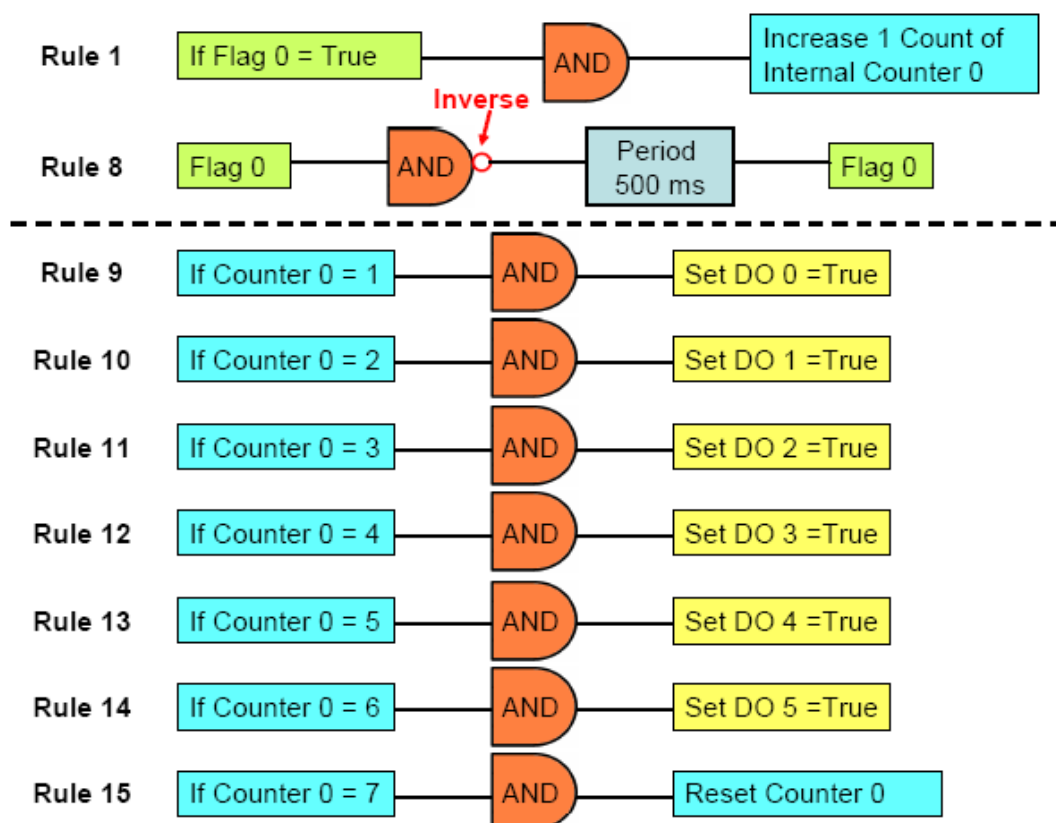 Rule 1
If Flag 0 = True
AND
Increase 1 Count of
Internal Counter 0
Inverse
Rule 8
Flag 0
AND
Period
500 ms
Flag 0
Rule 9
If Counter 0 = 1
AND
Set DO 0 =True
Rule 10
If Counter 0 = 2
AND
Set DO 1 =True
Rule 11
If Counter 0 = 3
AND
Set DO 2 =True
Rule 12
If Counter 0 = 4
AND
Set DO 3 =True
Rule 13
If Counter 0 = 5
AND
Set DO 4 =True
Rule 14
If Counter 0 = 6
AND
Set DO 5 =True
Rule 15
If Counter 0 = 7
AND
Reset Counter 0